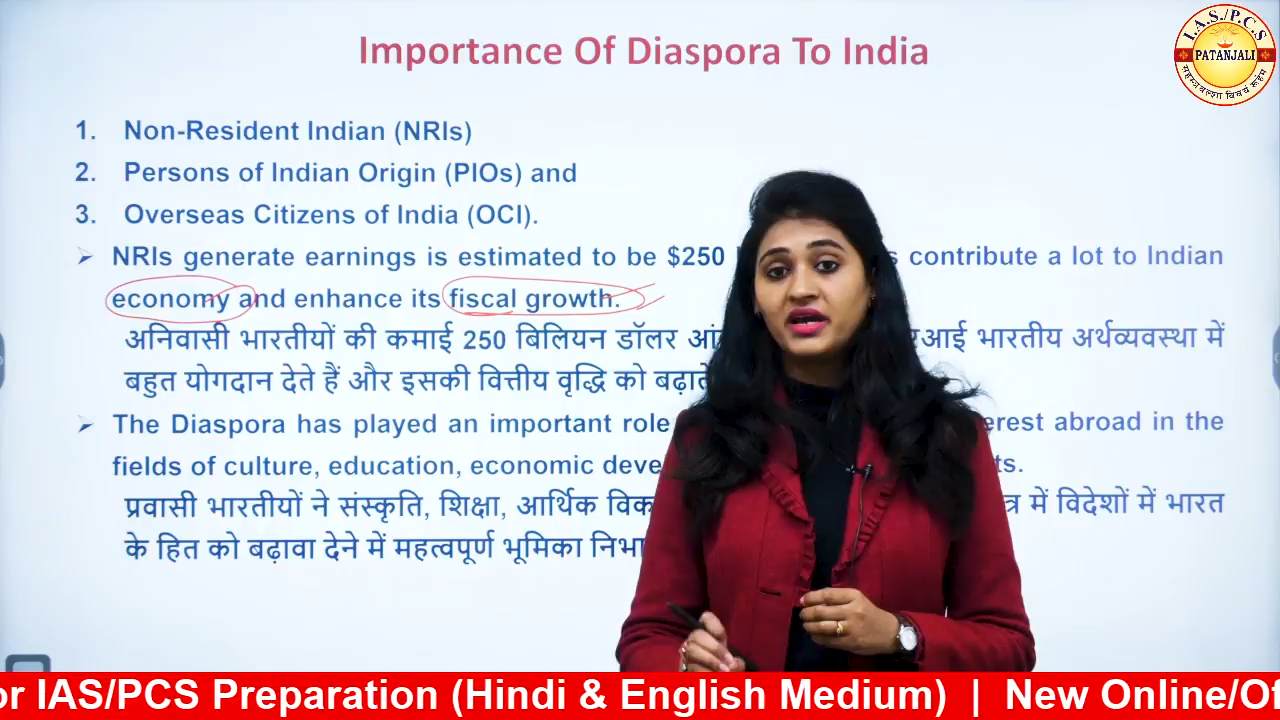 Importance Of Diaspora To India
I.A.S./P.C.S
PATANJALI
1. Non-Resident Indian (NRIs)
2. Persons of Indian Origin (PIOs) and
3. Overseas Citizens of India (OCI).
➢ NRIs generate earnings is estimated to be $250 contribute a lot to Indian
economy and enhance its fiscal growth.
अनिवासी भारतीयों की कमाई 250 बिलियन डॉलर भारतीय अर्थव्यवस्था में
बहुत योगदान देते हैं और इसकी वित्तीय वृद्धि को
➢ The Diaspora has played an important role abroad in the
fields of culture, education, economic
प्रवासी भारतीयों ने संस्कृति, शिक्षा, आर्थिक में विदेशों में भारत
के हित को बढ़ावा देने में महत्वपूर्ण भूमिका
or IAS/PCS Preparation (Hindi & English Medium) | New Online/Of